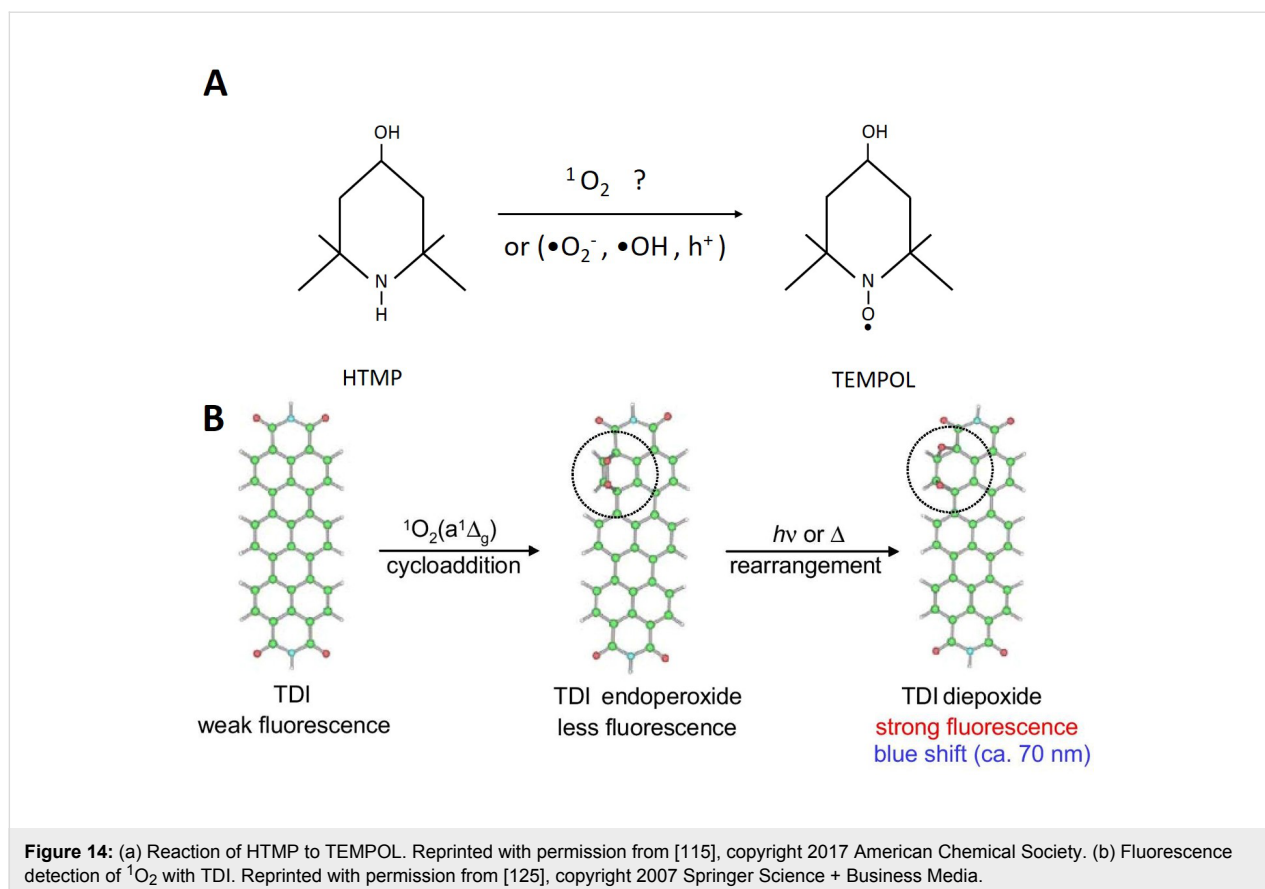 A
OH
OH
¹O₂ ?
or (•O₂⁻, •OH, h⁺)
N
H
N
O
•
HTMP
TEMPOL
B
¹O₂(a¹Δg)
cycloaddition
hν or Δ
rearrangement
TDI
weak fluorescence
TDI endoperoxide
less fluorescence
TDI diepoxide
strong fluorescence
blue shift (ca. 70 nm)
Figure 14: (a) Reaction of HTMP to TEMPOL. Reprinted with permission from [115], copyright 2017 American Chemical Society. (b) Fluorescence
detection of ¹O₂ with TDI. Reprinted with permission from [125], copyright 2007 Springer Science + Business Media.